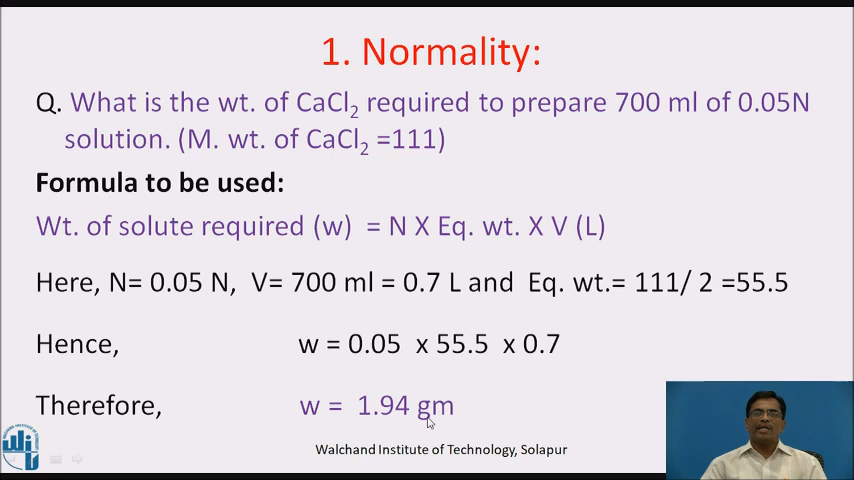 1. Normality:
Q. What is the wt. of CaCl₂ required to prepare 700 ml of 0.05N
solution. (M. wt. of CaCl₂ =111)
Formula to be used:
Wt. of solute required (w) = N X Eq. wt. X V (L)
Here, N= 0.05 N, V= 700 ml = 0.7 L and Eq. wt.= 111/ 2 =55.5
Hence, w = 0.05 x 55.5 x 0.7
Therefore, w = 1.94 gm
Walchand Institute of Technology, Solapur